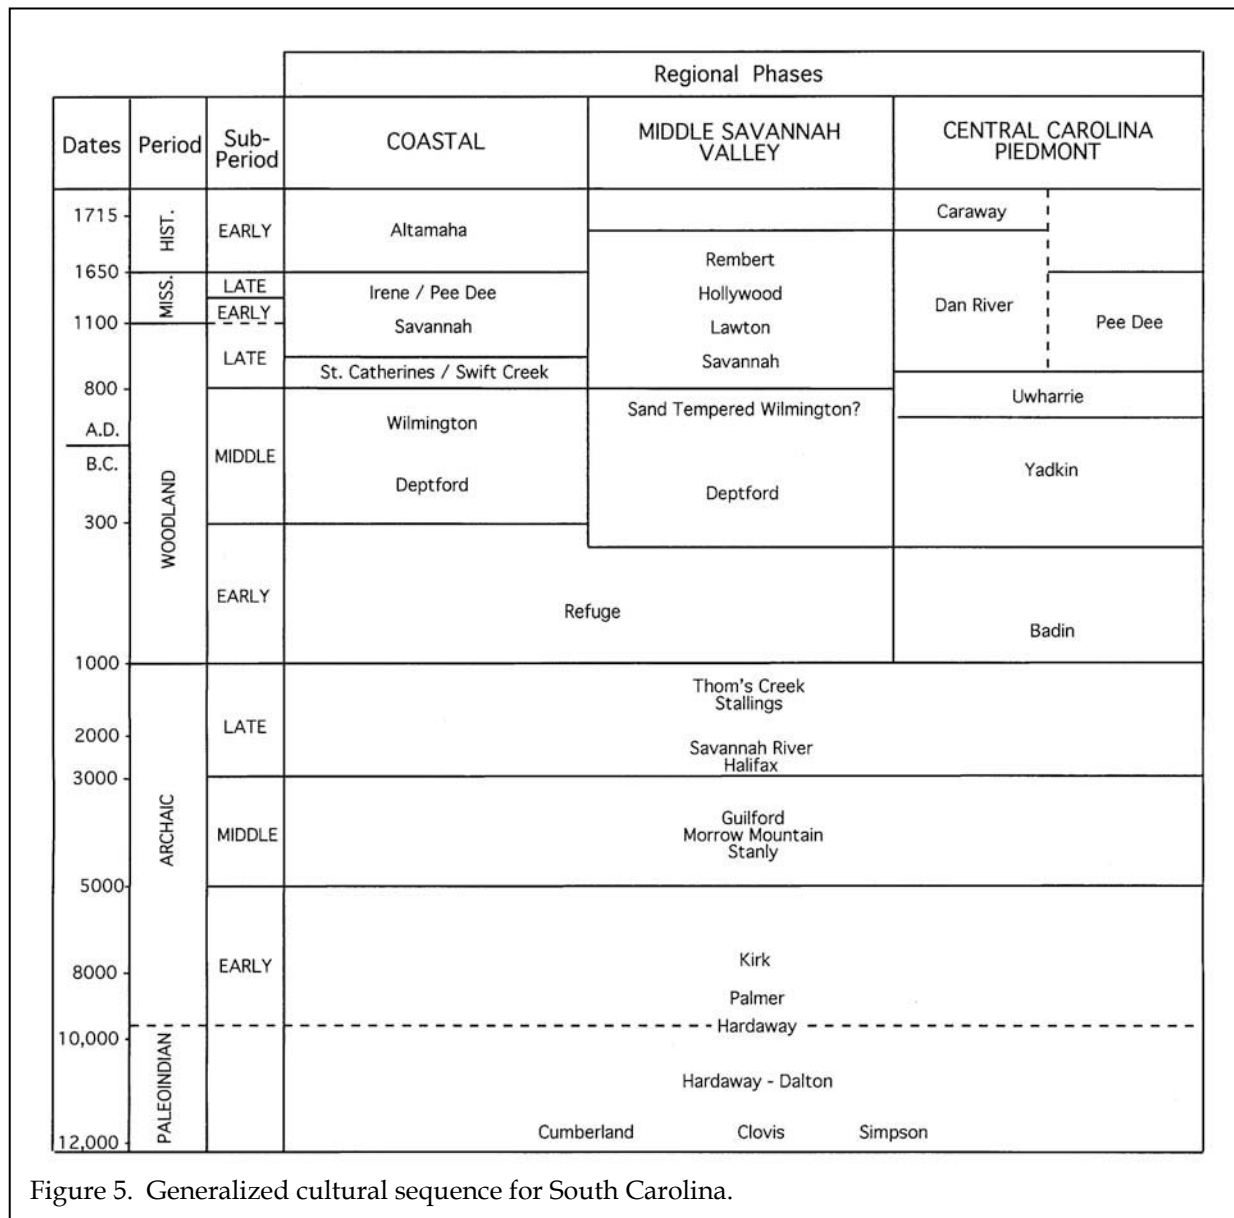 Regional Phases
Dates
Period
Sub-
Period
COASTAL
MIDDLE SAVANNAH
VALLEY
CENTRAL CAROLINA
PIEDMONT
1715
HIST.
EARLY
Altamaha
Caraway
1650
Rembert
MISS.
LATE
Irene / Pee Dee
Hollywood
Dan River
EARLY
1100
Savannah
Lawton
Pee Dee
WOODLAND
LATE
St. Catherines / Swift Creek
Savannah
800
Uwharrie
A.D.
B.C.
MIDDLE
Wilmington
Sand Tempered Wilmington?
Yadkin
Deptford
Deptford
300
EARLY
Refuge
Badin
1000
ARCHAIC
LATE
Thom's Creek
Stallings
2000
Savannah River
Halifax
3000
MIDDLE
Guilford
Morrow Mountain
Stanly
5000
EARLY
8000
Kirk
Palmer
Hardaway
10,000
PALEOINDIAN
Hardaway - Dalton
12,000
Cumberland
Clovis
Simpson
Figure 5. Generalized cultural sequence for South Carolina.